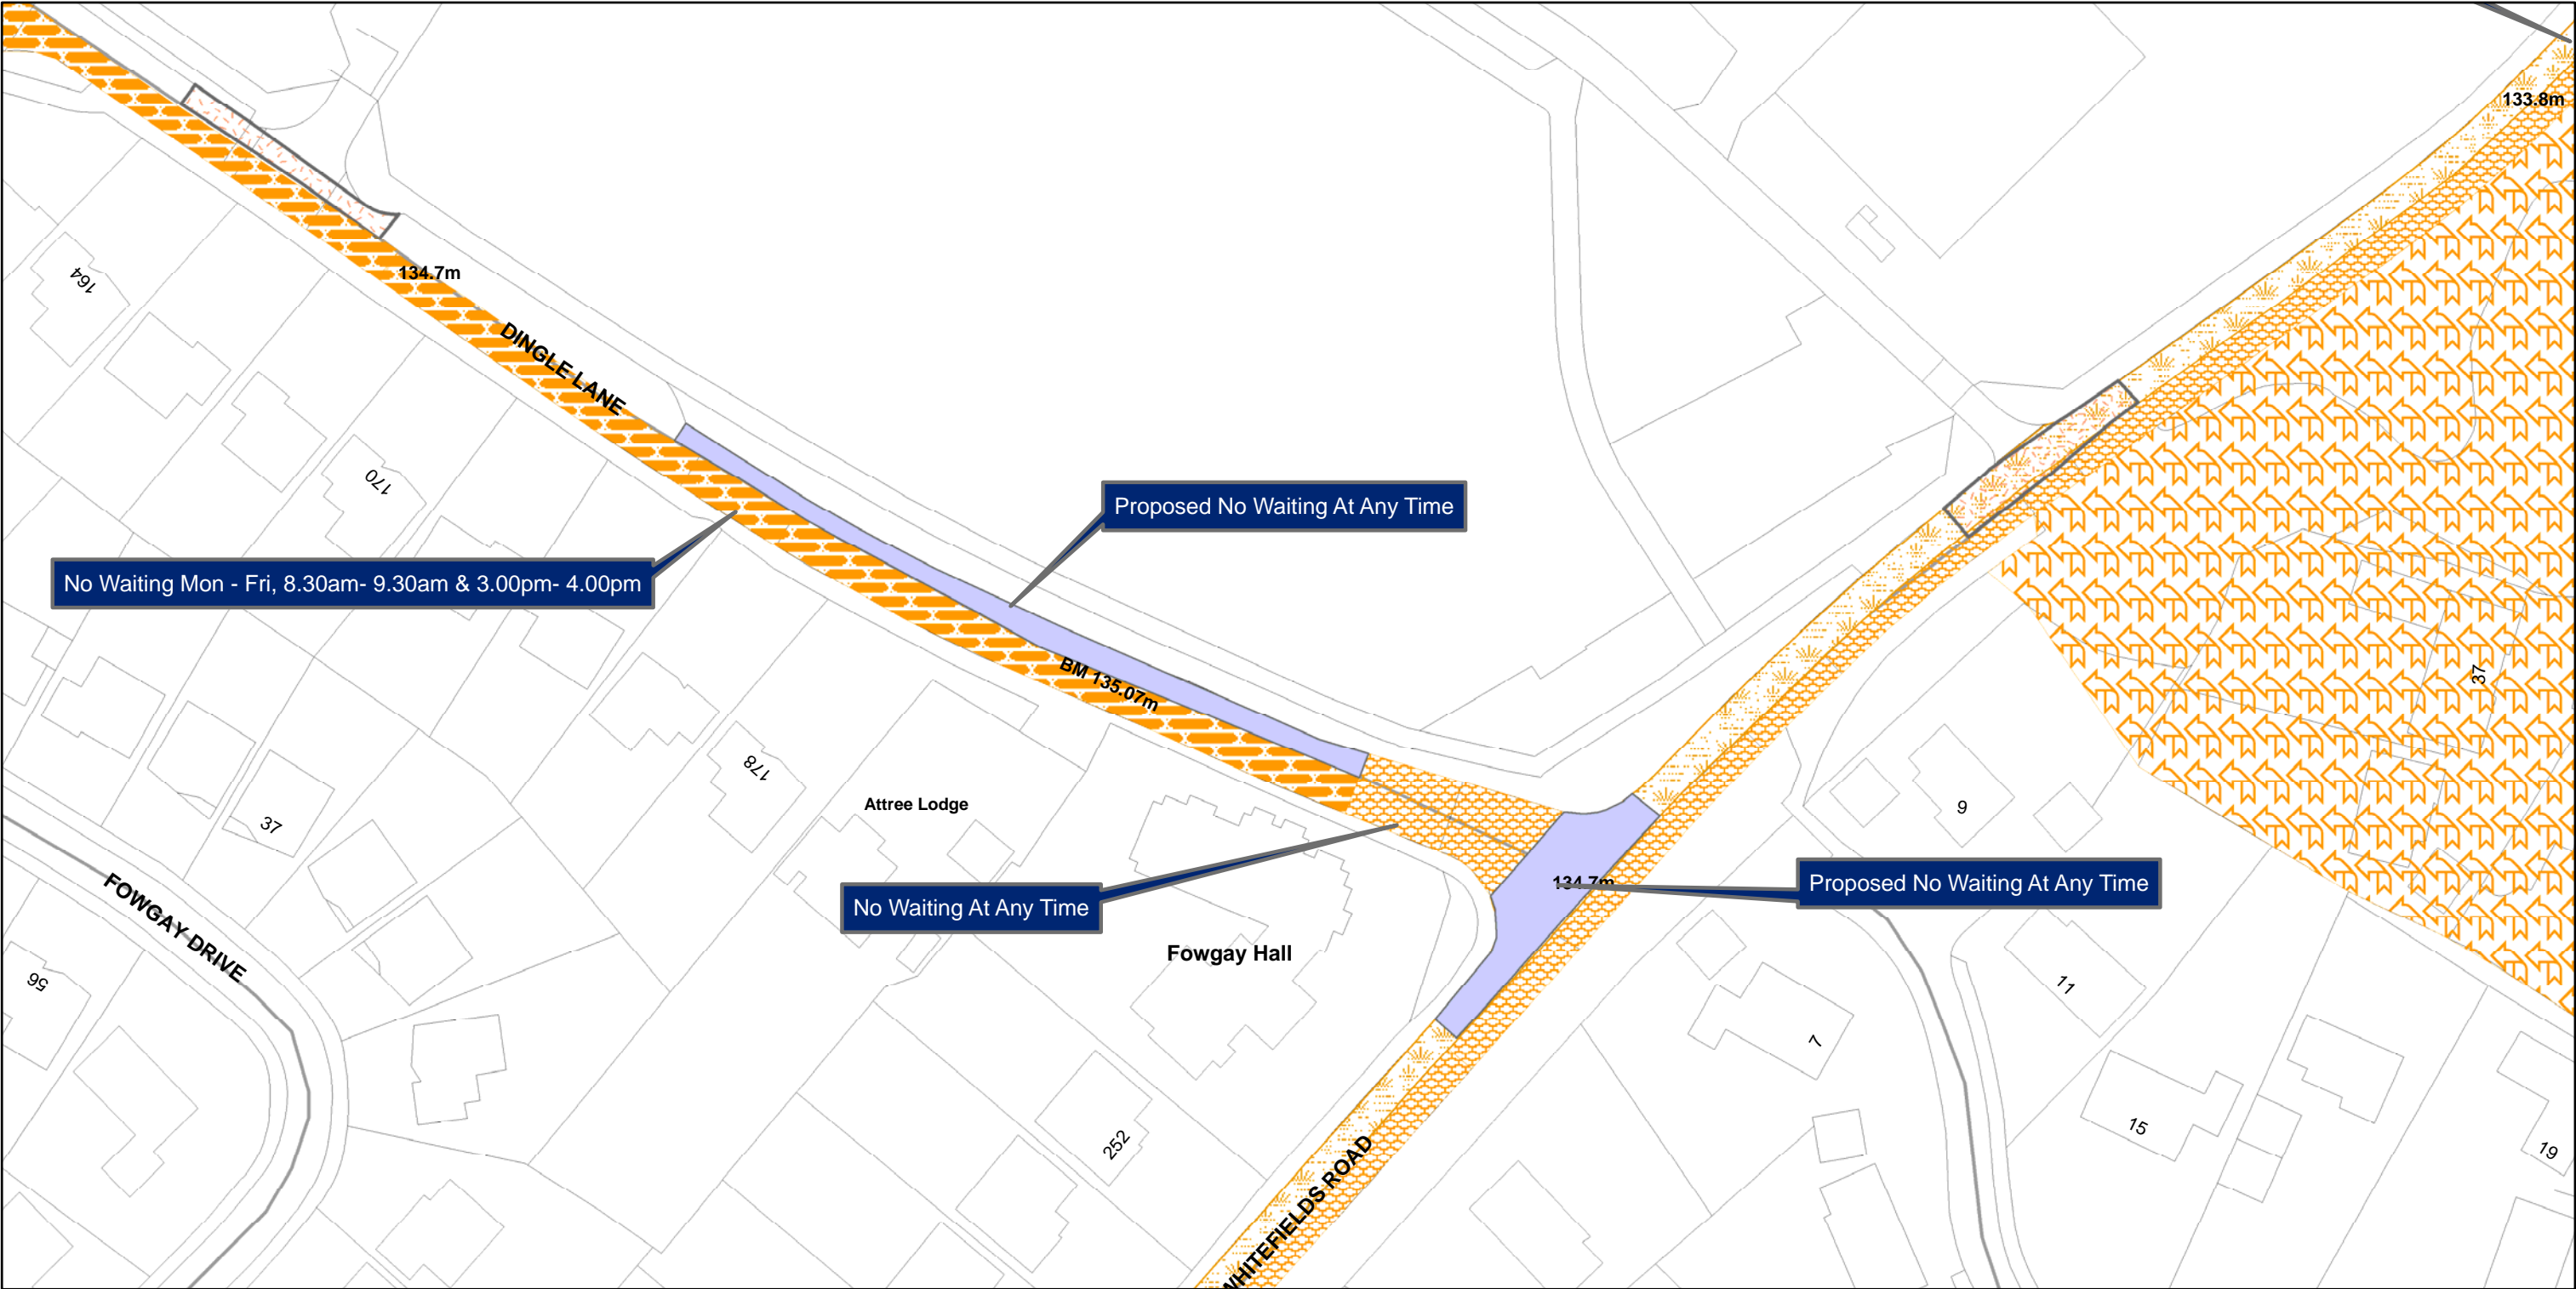 133.8m
164
134.7m
DINGLE LANE
170
Proposed No Waiting At Any Time
No Waiting Mon - Fri, 8.30am- 9.30am & 3.00pm- 4.00pm
BM 135.07m
37
178
Attree Lodge
37
9
FOWGAY DRIVE
134.7m
Proposed No Waiting At Any Time
No Waiting At Any Time
Fowgay Hall
56
11
7
15
252
19
WHITEFIELDS ROAD